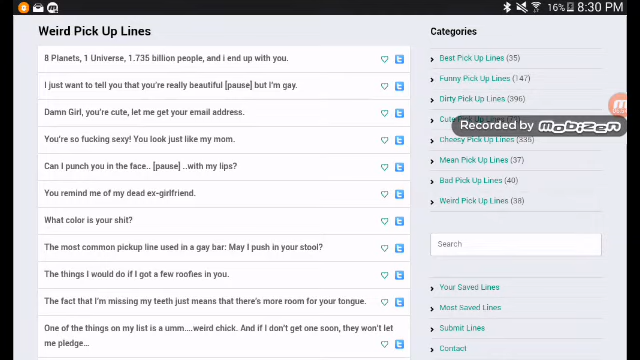 16% 8:30 PM
Weird Pick Up Lines
8 Planets, 1 Universe, 1.735 billion people, and i end up with you.
I just want to tell you that you're really beautiful [pause] but I'm gay.
Damn Girl, you're cute, let me get your email address.
You're so fucking sexy! You look just like my mom.
Can I punch you in the face.. [pause] ..with my lips?
You remind me of my dead ex-girlfriend.
What color is your shit?
The most common pickup line used in a gay bar: May I push in your stool?
The things I would do if I got a few roofies in you.
The fact that I'm missing my teeth just means that there's more room for your tongue.
One of the things on my list is a umm....weird chick. And if I don't get one soon, they won't let
me pledge...
Categories
Best Pick Up Lines (35)
Funny Pick Up Lines (147)
Dirty Pick Up Lines (396)
Cute Pick Up Lines
Recorded by Mobizen
Cheesy Pick Up Lines (335)
Mean Pick Up Lines (37)
Bad Pick Up Lines (40)
Weird Pick Up Lines (38)
Search
Your Saved Lines
Most Saved Lines
Submit Lines
Contact